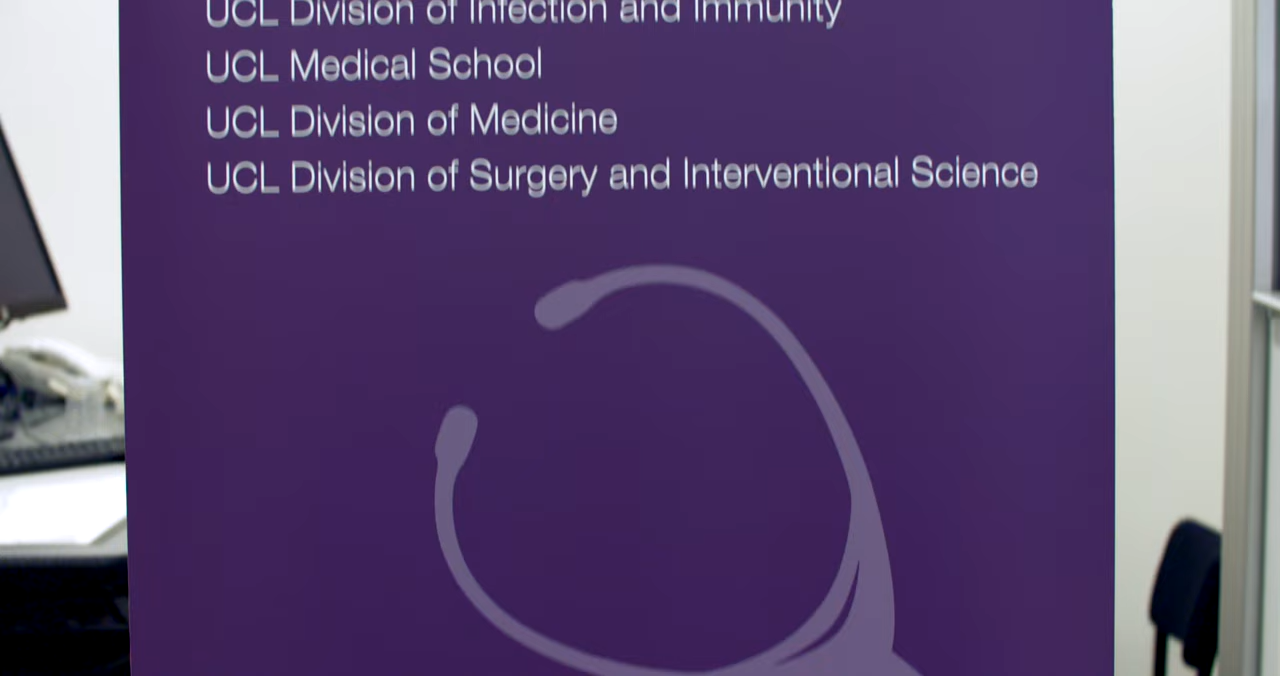 UCL Division of Infection and Immunity
UCL Medical School
UCL Division of Medicine
UCL Division of Surgery and Interventional Science